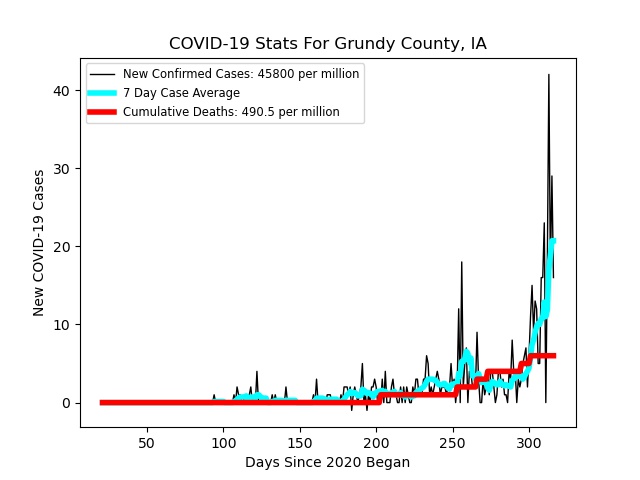 COVID-19 Stats For Grundy County, IA
New Confirmed Cases: 45800 per million
7 Day Case Average
Cumulative Deaths: 490.5 per million
New COVID-19 Cases
40
30
20
10
0
50 100 150 200 250 300
Days Since 2020 Began